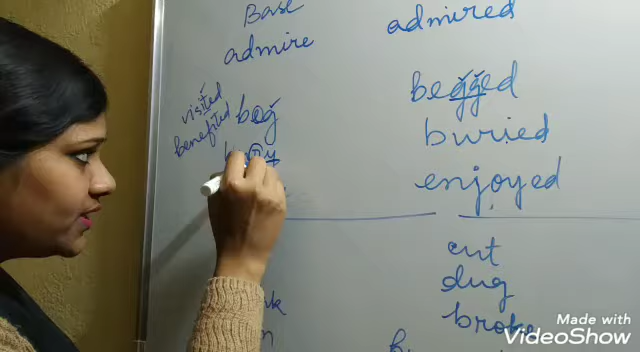 Base
admire admired
visited
benefited
beg begged
buried
enjoyed
cut
dug
broke
Made with
VideoShow